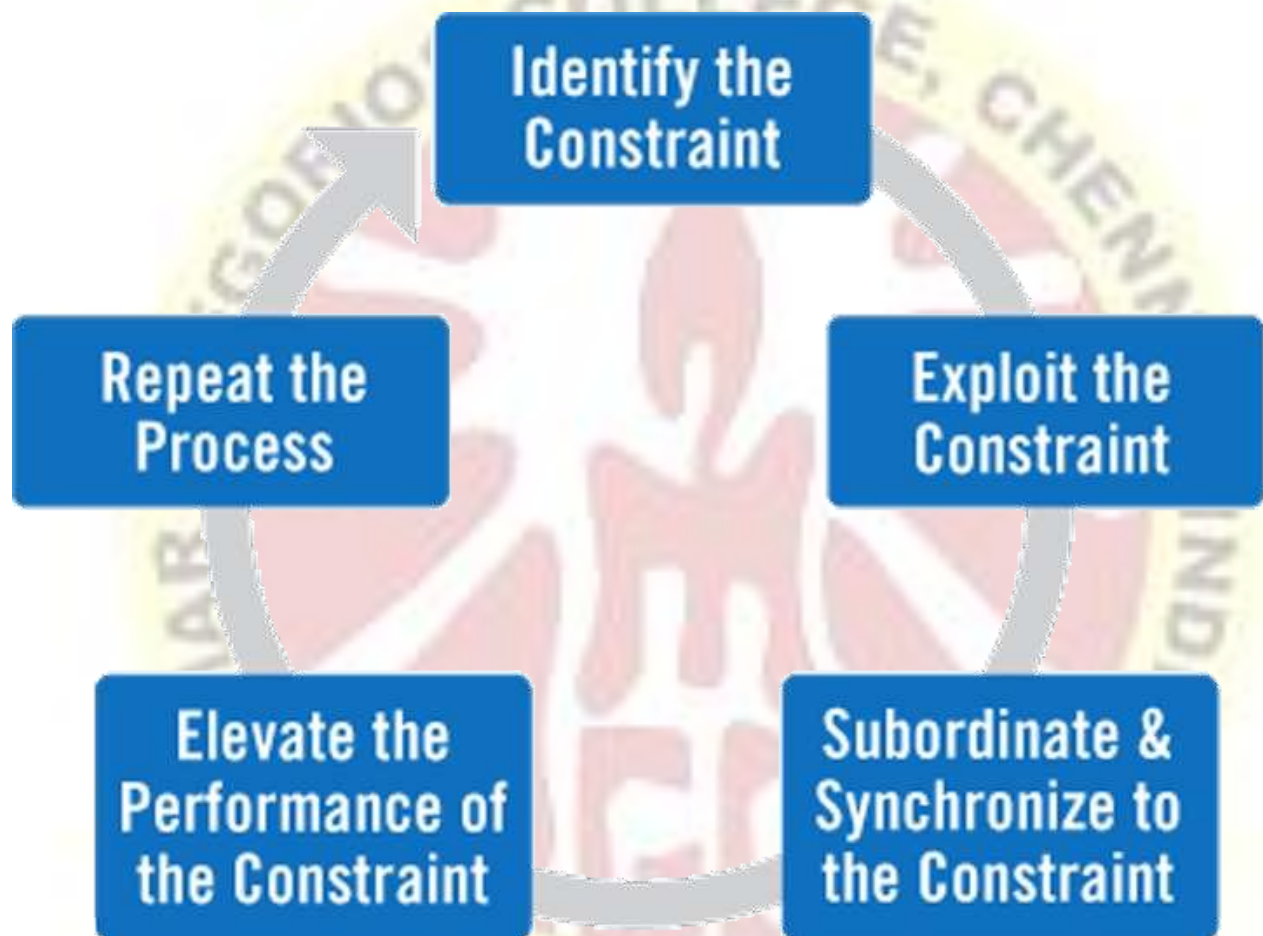 Identify the
Constraint
Repeat the
Process
Exploit the
Constraint
Elevate the
Performance of
the Constraint
Subordinate &
Synchronize to
the Constraint